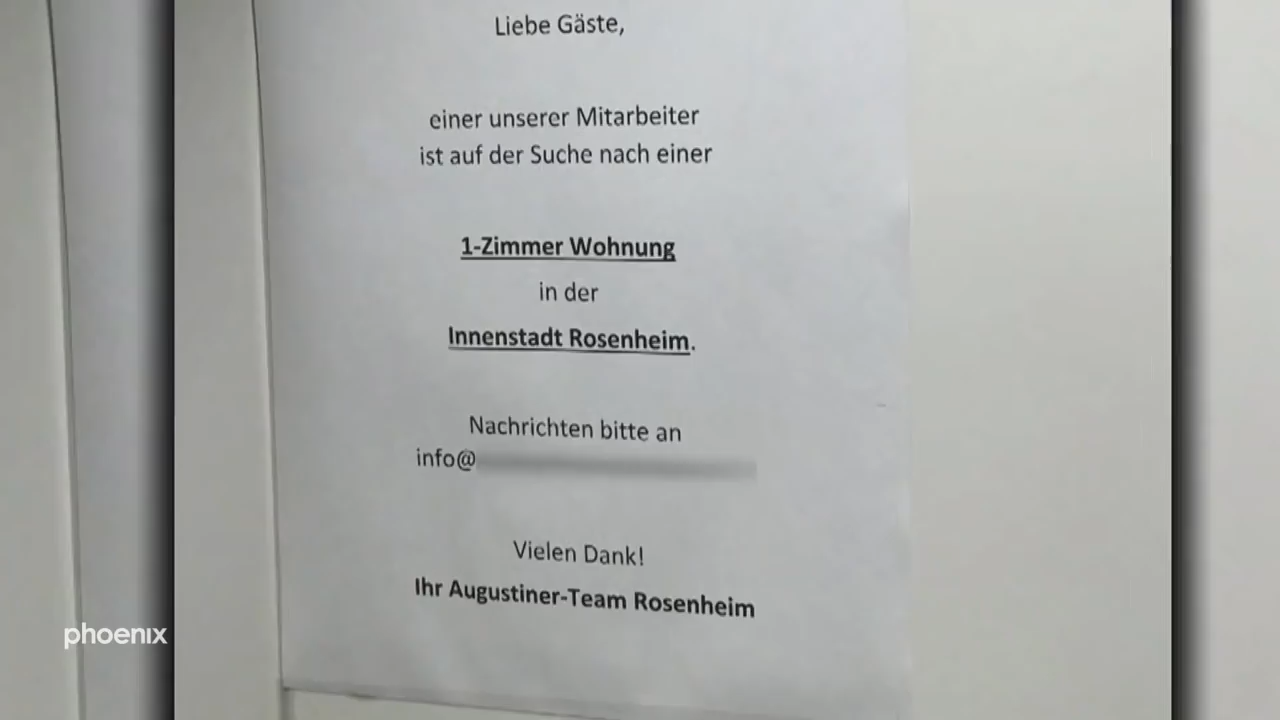 Liebe Gäste,
einer unserer Mitarbeiter
ist auf der Suche nach einer
1-Zimmer Wohnung
in der
Innenstadt Rosenheim.
Nachrichten bitte an
info@
Vielen Dank!
Ihr Augustiner-Team Rosenheim
phoenix